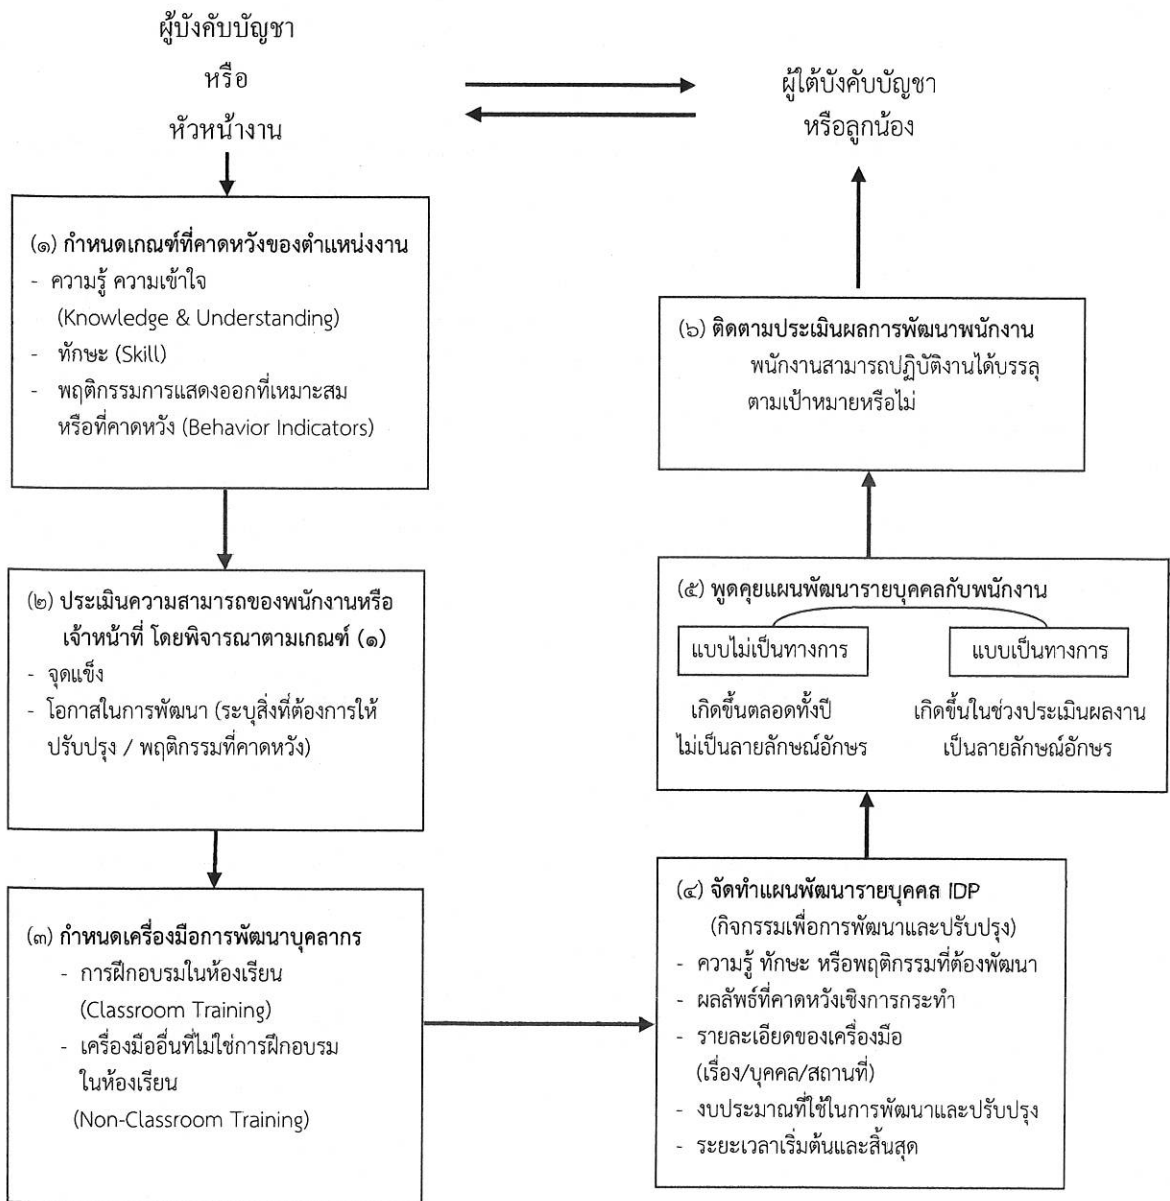 ผู้บังคับบัญชา
หรือ
หัวหน้างาน
ผู้ใต้บังคับบัญชา
หรือลูกน้อง
(๑) กำหนดเกณฑ์ที่คาดหวังของตำแหน่งงาน
- ความรู้ ความเข้าใจ
(Knowledge & Understanding)
- ทักษะ (Skill)
- พฤติกรรมการแสดงออกที่เหมาะสม
หรือที่คาดหวัง (Behavior Indicators)
(๒) ประเมินความสามารถของพนักงานหรือ
เจ้าหน้าที่ โดยพิจารณาตามเกณฑ์ (๑)
- จุดแข็ง
- โอกาสในการพัฒนา (ระบุสิ่งที่ต้องการให้
ปรับปรุง / พฤติกรรมที่คาดหวัง)
(๓) กำหนดเครื่องมือการพัฒนาบุคลากร
- การฝึกอบรมในห้องเรียน
(Classroom Training)
- เครื่องมืออื่นที่ไม่ใช่การฝึกอบรม
ในห้องเรียน
(Non-Classroom Training)
(๔) จัดทำแผนพัฒนารายบุคคล IDP
(กิจกรรมเพื่อการพัฒนาและปรับปรุง)
- ความรู้ ทักษะ หรือพฤติกรรมที่ต้องพัฒนา
- ผลลัพธ์ที่คาดหวังเชิงการกระทำ
- รายละเอียดของเครื่องมือ
(เรื่อง/บุคคล/สถานที่)
- งบประมาณที่ใช้ในการพัฒนาและปรับปรุง
- ระยะเวลาเริ่มต้นและสิ้นสุด
(๕) พูดคุยแผนพัฒนารายบุคคลกับพนักงาน
แบบไม่เป็นทางการ
เกิดขึ้นตลอดทั้งปี
ไม่เป็นลายลักษณ์อักษร
แบบเป็นทางการ
เกิดขึ้นในช่วงประเมินผลงาน
เป็นลายลักษณ์อักษร
(๖) ติดตามประเมินผลการพัฒนาพนักงาน
พนักงานสามารถปฏิบัติงานได้บรรลุ
ตามเป้าหมายหรือไม่